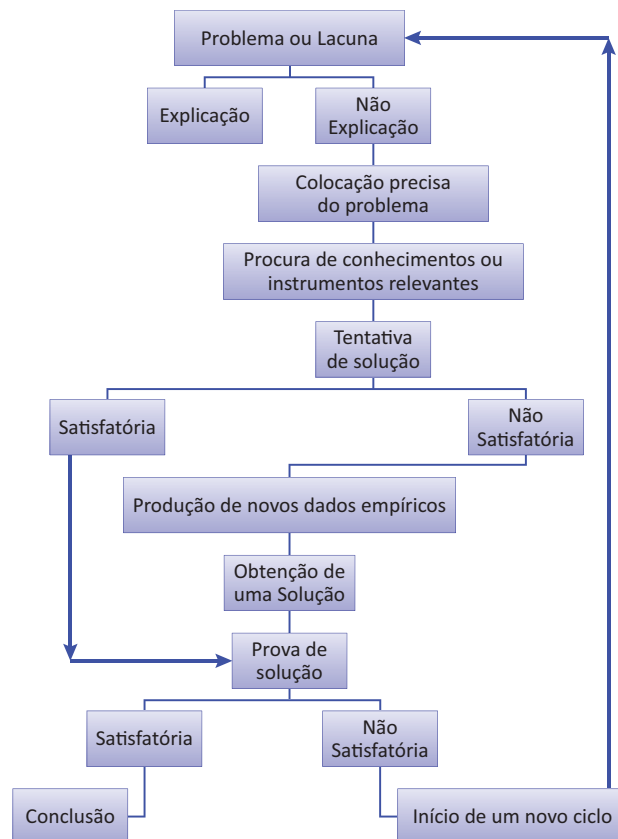 Problema ou Lacuna
Explicação
Não
Explicação
Colocação precisa
do problema
Procura de conhecimentos ou
instrumentos relevantes
Tentativa
de solução
Satisfatória
Não
Satisfatória
Produção de novos dados empíricos
Obtenção de
uma Solução
Prova de
solução
Satisfatória
Não
Satisfatória
Conclusão
Início de um novo ciclo